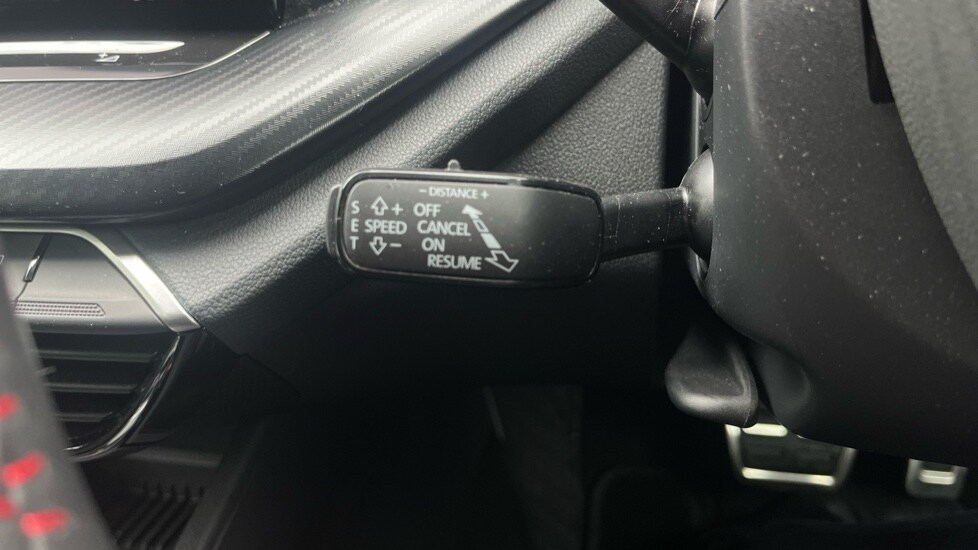 − DISTANCE +
S + OFF
E SPEED CANCEL
T − ON
RESUME